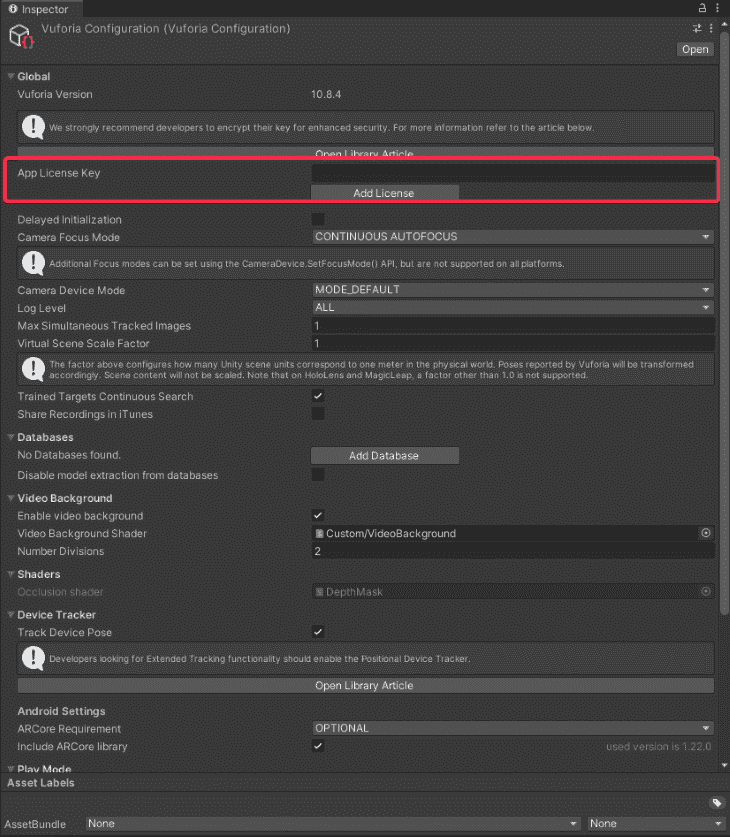 Inspector
Vuforia Configuration (Vuforia Configuration)
Open
Global
Vuforia Version 10.8.4
We strongly recommend developers to encrypt their key for enhanced security. For more information refer to the article below.
Open Library Article
App License Key
Add License
Delayed Initialization
Camera Focus Mode CONTINUOUS AUTOFOCUS
Additional Focus modes can be set using the CameraDevice.SetFocusMode() API, but are not supported on all platforms.
Camera Device Mode MODE_DEFAULT
Log Level ALL
Max Simultaneous Tracked Images 1
Virtual Scene Scale Factor 1
The factor above configures how many Unity scene units correspond to one meter in the physical world. Poses reported by Vuforia will be transformed
accordingly. Scene content will not be scaled. Note that on HoloLens and MagicLeap, a factor other than 1.0 is not supported.
Trained Targets Continuous Search
Share Recordings in iTunes
Databases
No Databases found. Add Database
Disable model extraction from databases
Video Background
Enable video background
Video Background Shader Custom/VideoBackground
Number Divisions 2
Shaders
Occlusion shader DepthMask
Device Tracker
Track Device Pose
Developers looking for Extended Tracking functionality should enable the Positional Device Tracker.
Open Library Article
Android Settings
ARCore Requirement OPTIONAL
Include ARCore library used version is 1.22.0
Play Mode
Asset Labels
AssetBundle None None